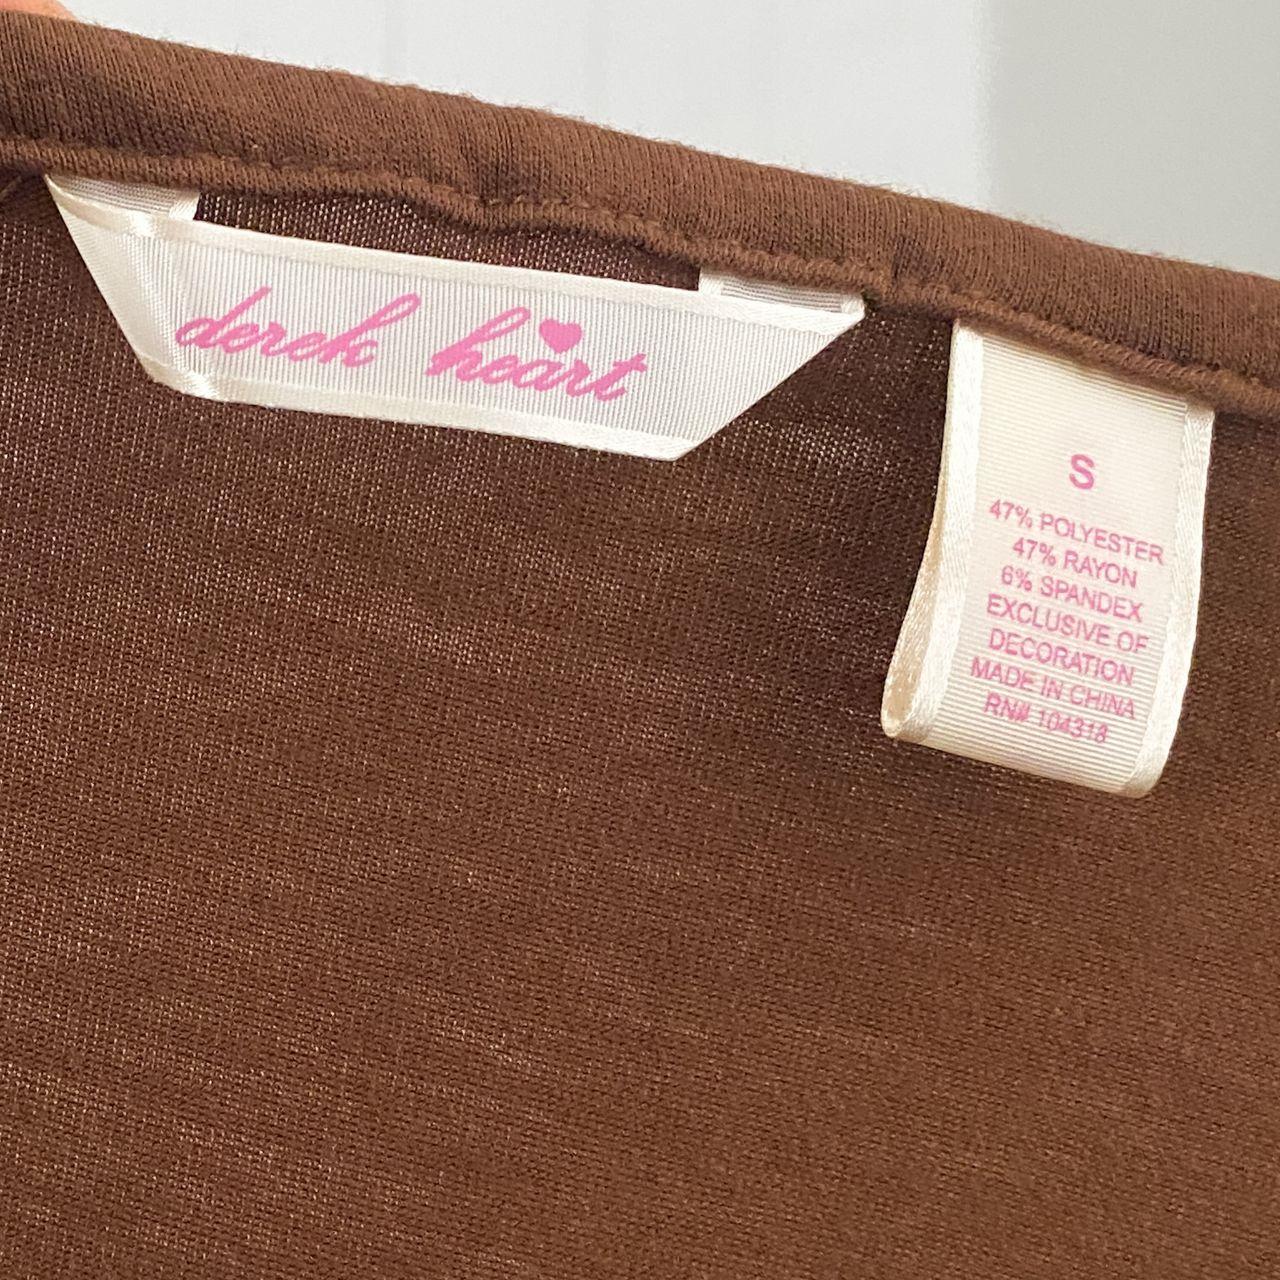 derek heart
S
47% POLYESTER
47% RAYON
6% SPANDEX
EXCLUSIVE OF
DECORATION
MADE IN CHINA
RN# 104318